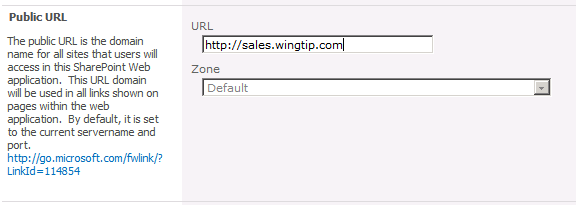 Public URL
The public URL is the domain
name for all sites that users will
access in this SharePoint Web
application. This URL domain
will be used in all links shown on
pages within the web
application. By default, it is set
to the current servername and
port.
http://go.microsoft.com/fwlink/?
LinkId=114854
URL
http://sales.wingtip.com
Zone
Default